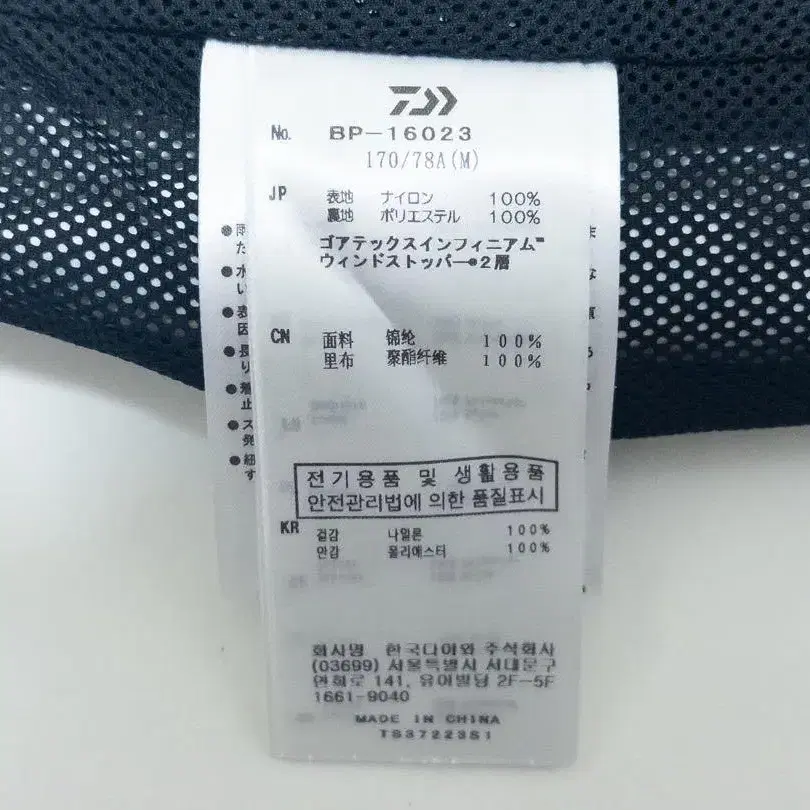 No. BP-16023
170/78A(M)
JP 表地 ナイロン 100%
裏地 ポリエステル 100%
ゴアテックスインフィニアム™
ウィンドストッパー®2層
CN 面料 锦纶 100%
里布 聚酯纤维 100%
전기용품 및 생활용품
안전관리법에 의한 품질표시
KR 겉감 나일론 100%
안감 폴리에스터 100%
회사명 한국다이와 주식회사
(03699) 서울특별시 서대문구
연희로 141, 유이빌딩 2F-5F
1661-9040
MADE IN CHINA
TS37223S1